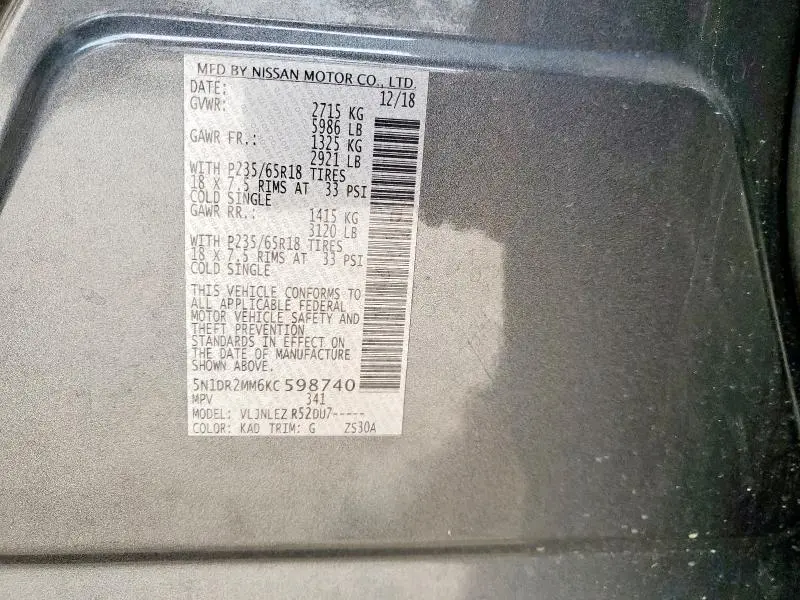 MFD BY NISSAN MOTOR CO., LTD.
DATE: 12/18
GVWR: 2715 KG
5986 LB
GAWR FR.: 1325 KG
2921 LB
WITH P235/65R18 TIRES
18 X 7.5 RIMS AT 33 PSI
COLD SINGLE
GAWR RR.: 1415 KG
3120 LB
WITH P235/65R18 TIRES
18 X 7.5 RIMS AT 33 PSI
COLD SINGLE
THIS VEHICLE CONFORMS TO
ALL APPLICABLE FEDERAL
MOTOR VEHICLE SAFETY AND
THEFT PREVENTION
STANDARDS IN EFFECT ON
THE DATE OF MANUFACTURE
SHOWN ABOVE.
5N1DR2MM6KC598740
MPV 341
MODEL: VLJNLEZ R52DU7-----
COLOR: KAD TRIM: G ZS30A